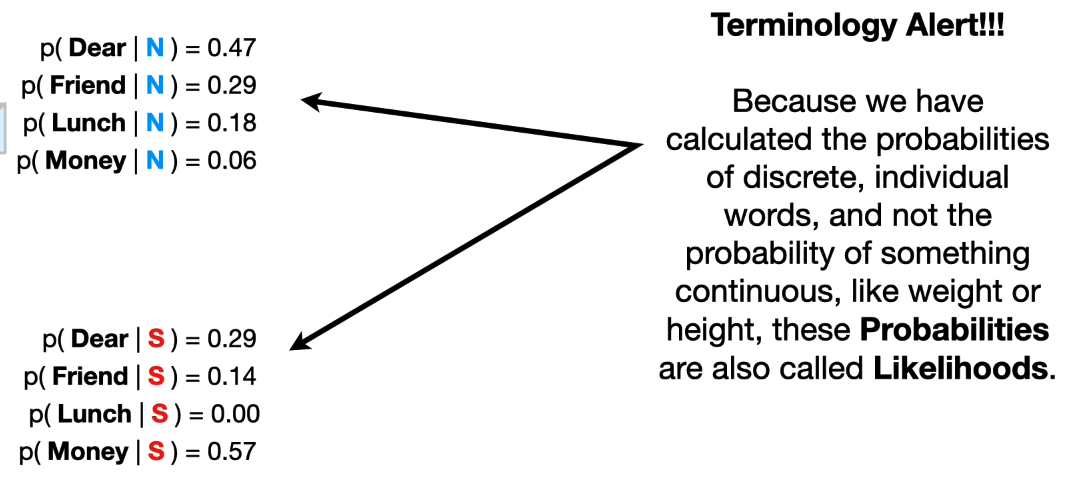 p( Dear | N ) = 0.47
p( Friend | N ) = 0.29
p( Lunch | N ) = 0.18
p( Money | N ) = 0.06
p( Dear | S ) = 0.29
p( Friend | S ) = 0.14
p( Lunch | S ) = 0.00
p( Money | S ) = 0.57
Terminology Alert!!!
Because we have
calculated the probabilities
of discrete, individual
words, and not the
probability of something
continuous, like weight or
height, these Probabilities
are also called Likelihoods.